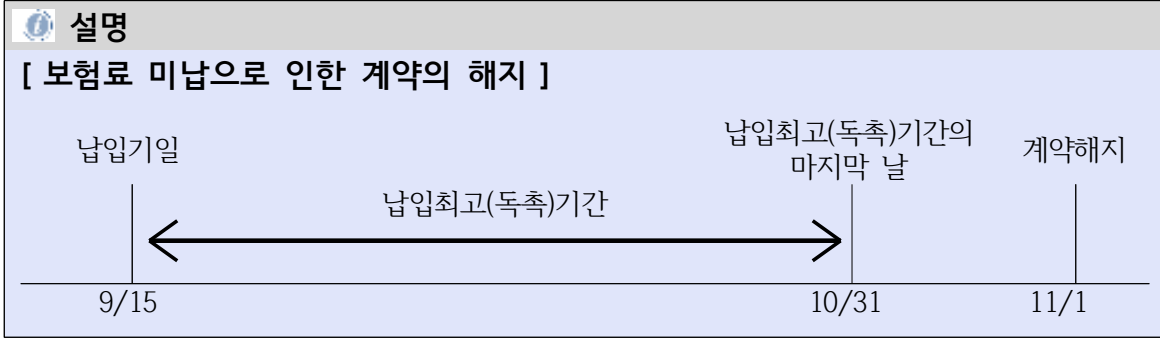 설명
[ 보험료 미납으로 인한 계약의 해지 ]
납입기일
납입최고(독촉)기간의
마지막 날
계약해지
납입최고(독촉)기간
9/15
10/31
11/1